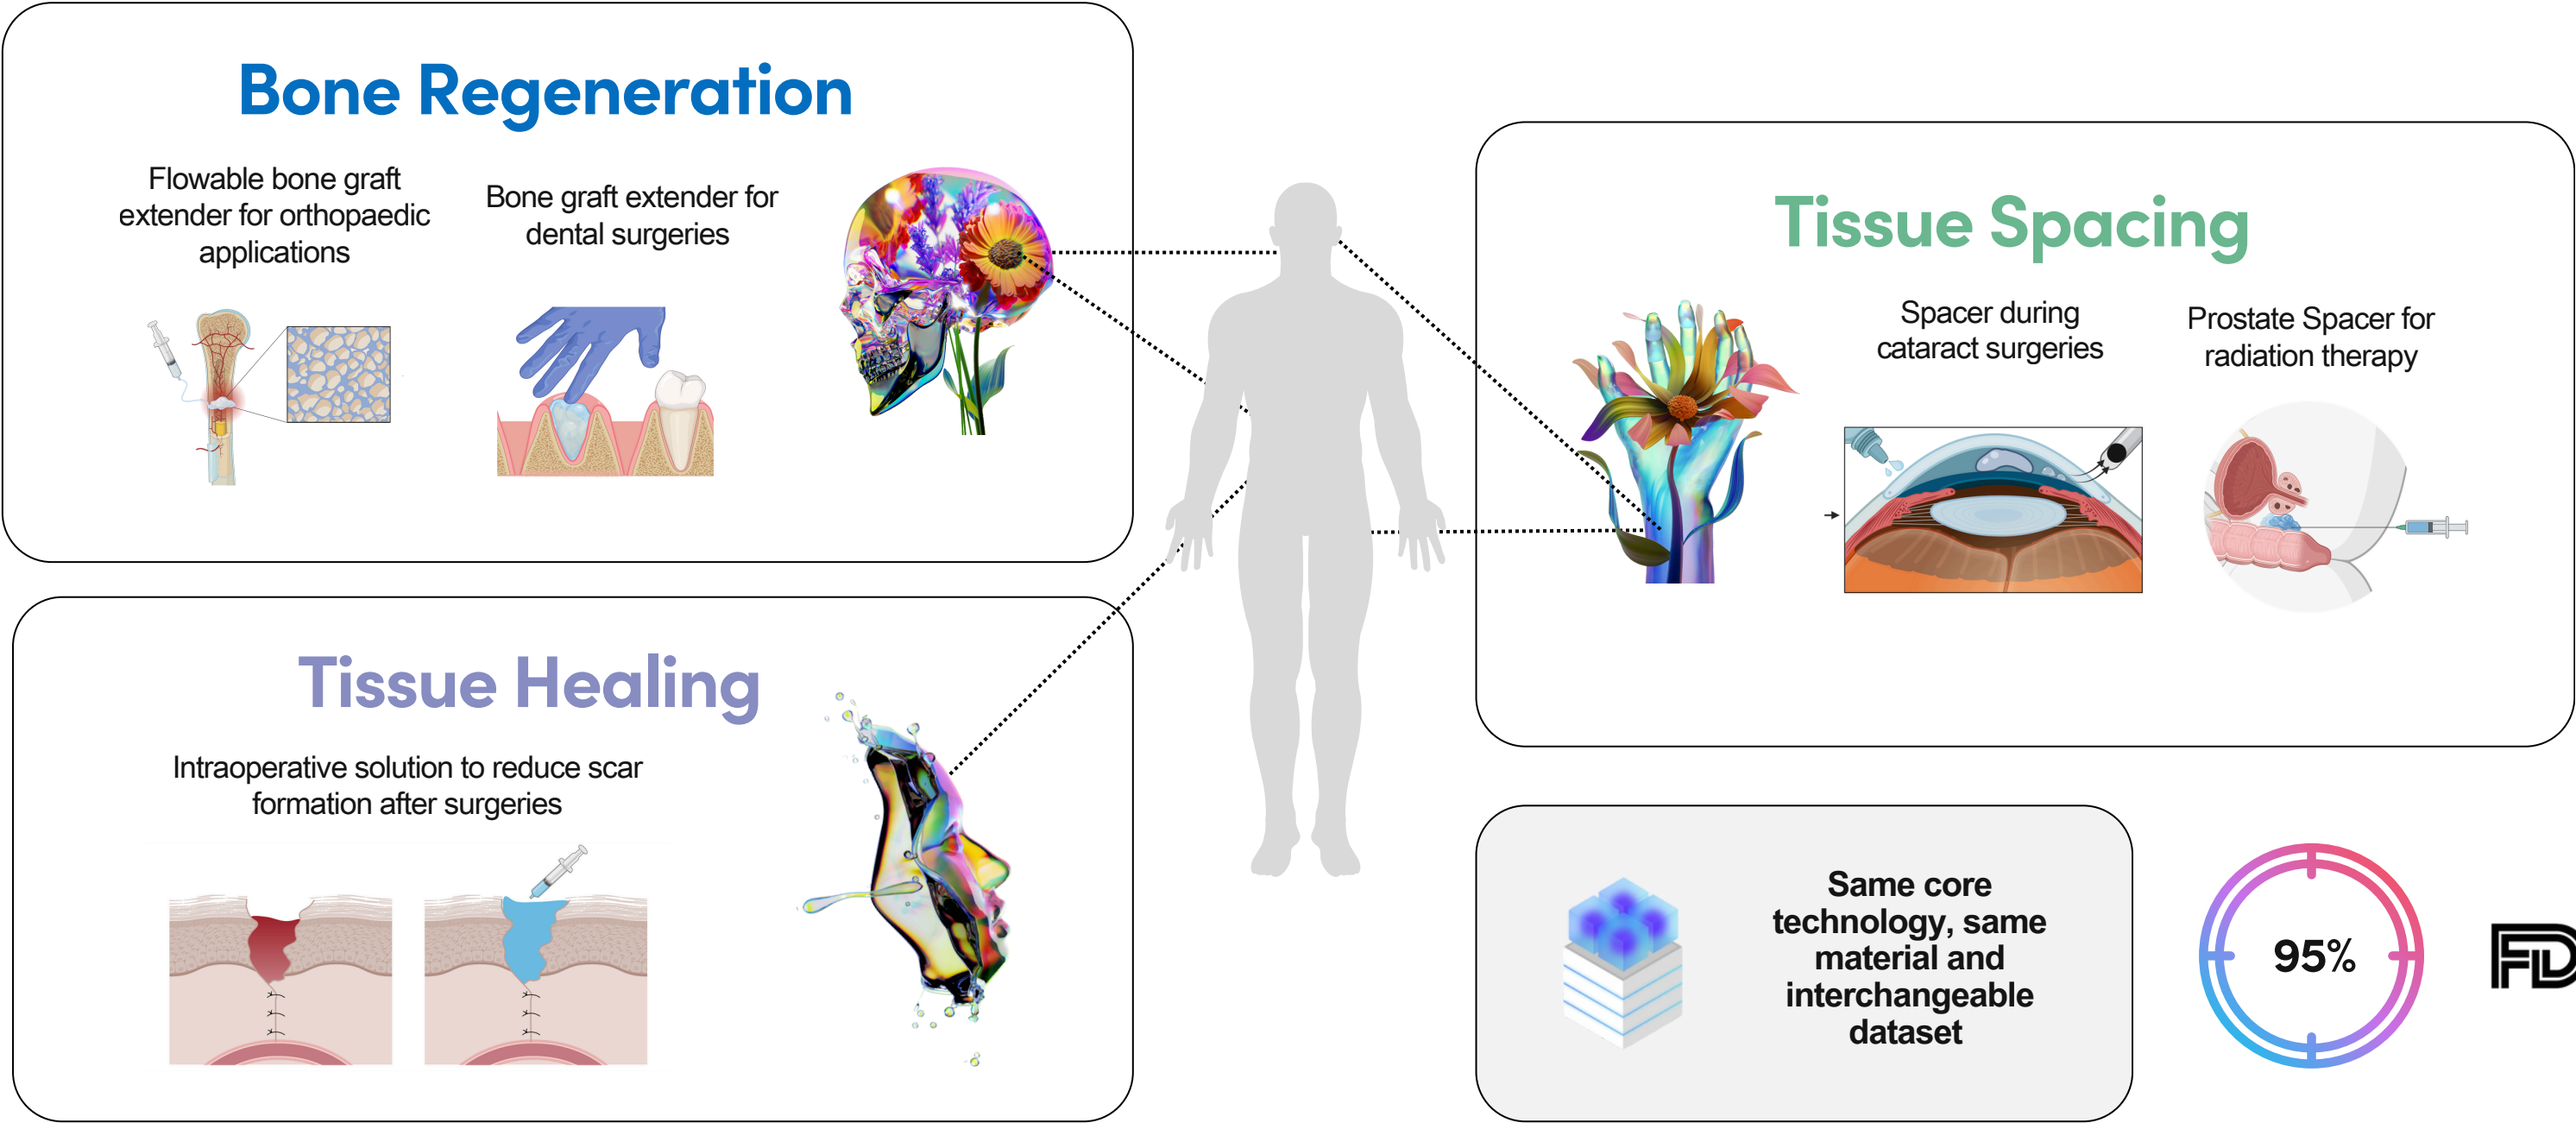 Bone Regeneration
Flowable bone graft
extender for orthopaedic
applications
Bone graft extender for
dental surgeries
Tissue Spacing
Spacer during
cataract surgeries
Prostate Spacer for
radiation therapy
Tissue Healing
Intraoperative solution to reduce scar
formation after surgeries
Same core
technology, same
material and
interchangeable
dataset
95%
FD